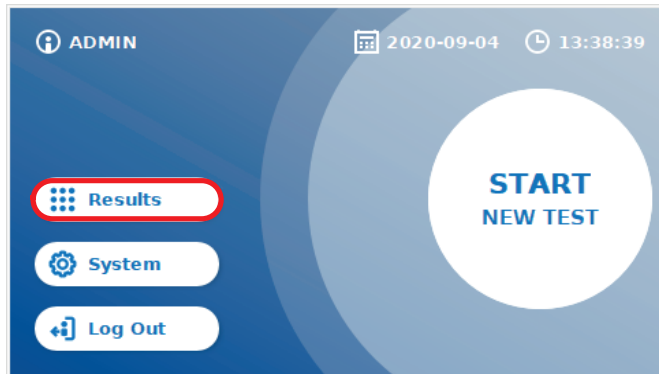 ADMIN 2020-09-04 13:38:39
START
NEW TEST
Results
System
Log Out